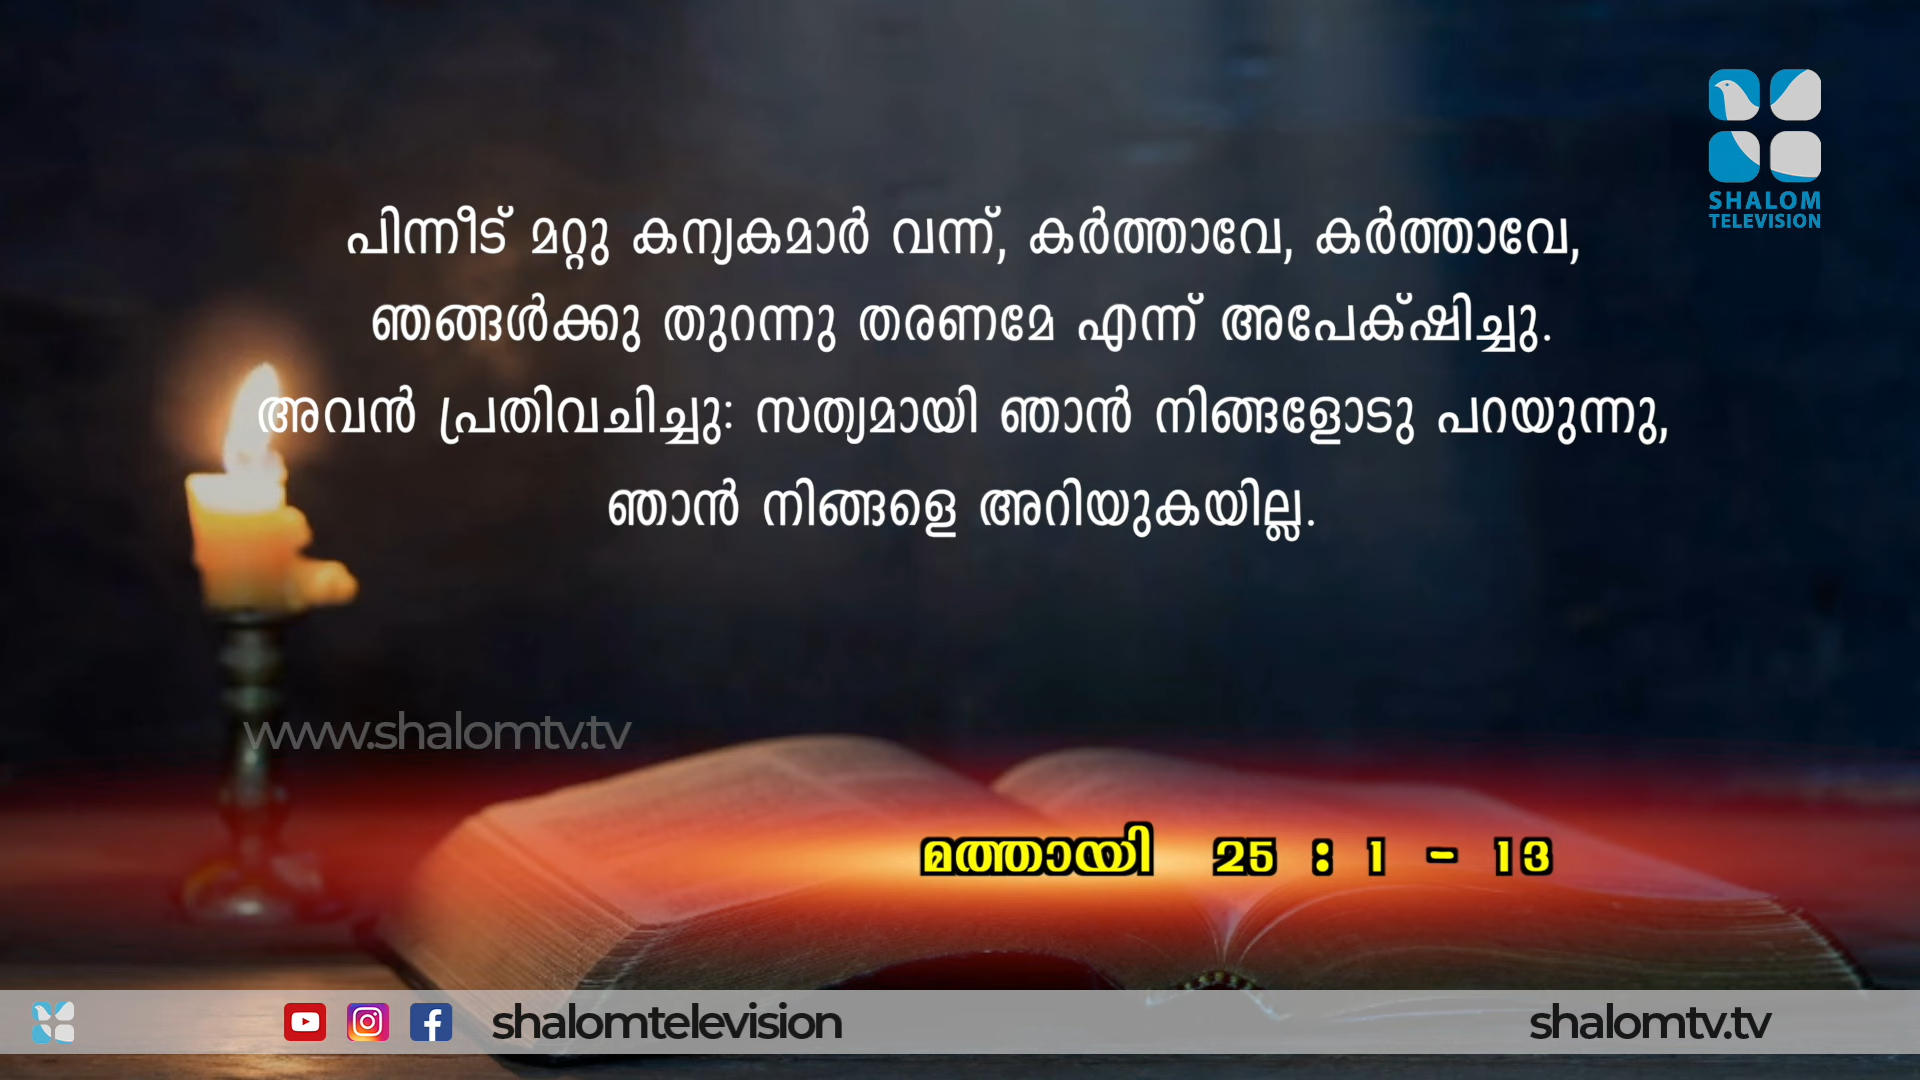 SHALOM
TELEVISION
പിന്നീട് മറ്റു കന്യകമാർ വന്ന്, കർത്താവേ, കർത്താവേ,
ഞങ്ങൾക്കു തുറന്നു തരണമേ എന്ന് അപേക്ഷിച്ചു.
അവൻ പ്രതിവചിച്ചു: സത്യമായി ഞാൻ നിങ്ങളോടു പറയുന്നു,
ഞാൻ നിങ്ങളെ അറിയുകയില്ല.
www.shalomtv.tv
മത്തായി 25 : 1 - 13
shalomtelevision
shalomtv.tv